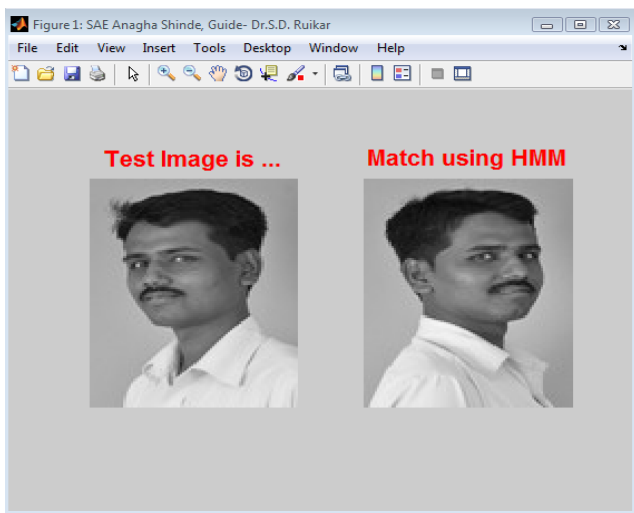 Figure 1: SAE Anagha Shinde, Guide- Dr.S.D. Ruikar
File Edit View Insert Tools Desktop Window Help
Test Image is ... Match using HMM